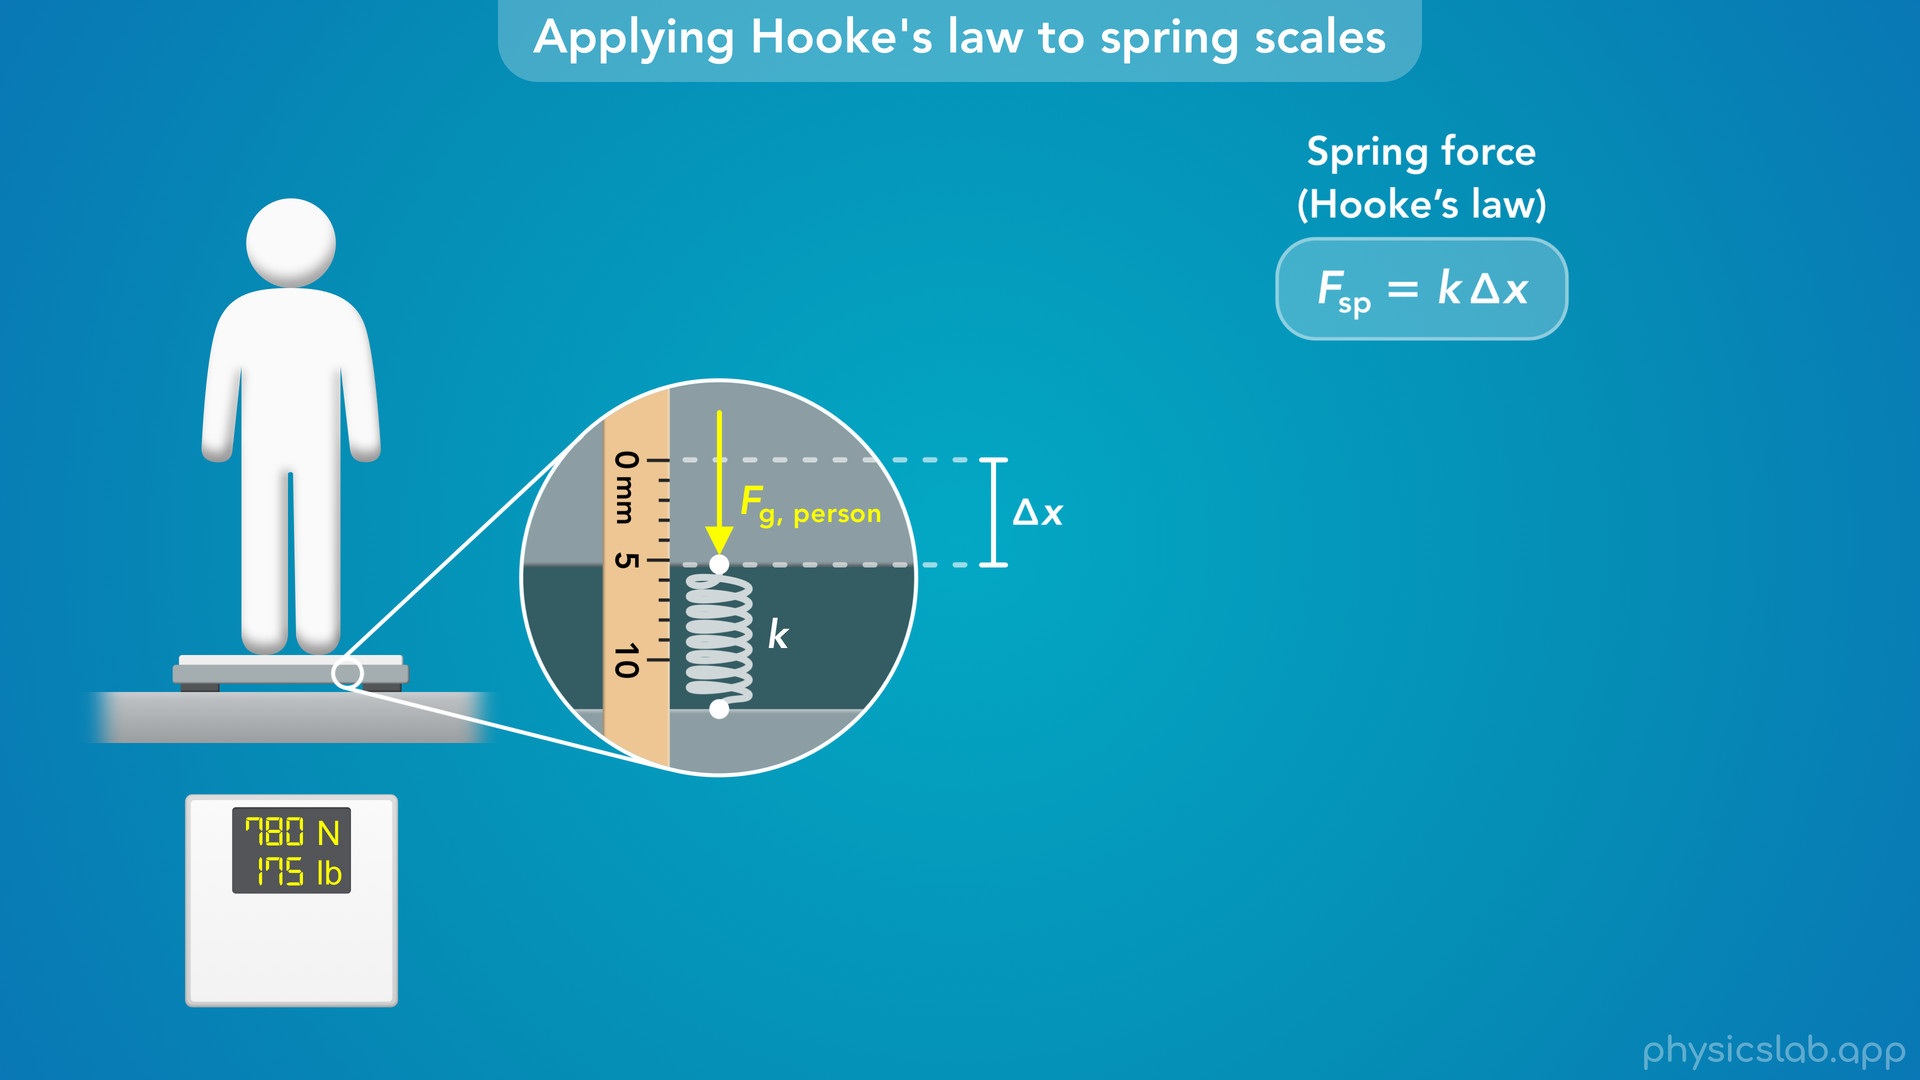 Applying Hooke's law to spring scales
Spring force
(Hooke’s law)
F_sp = k Δx
0 mm
5
10
F_g, person
Δx
k
780 N
175 lb
physicslab.app